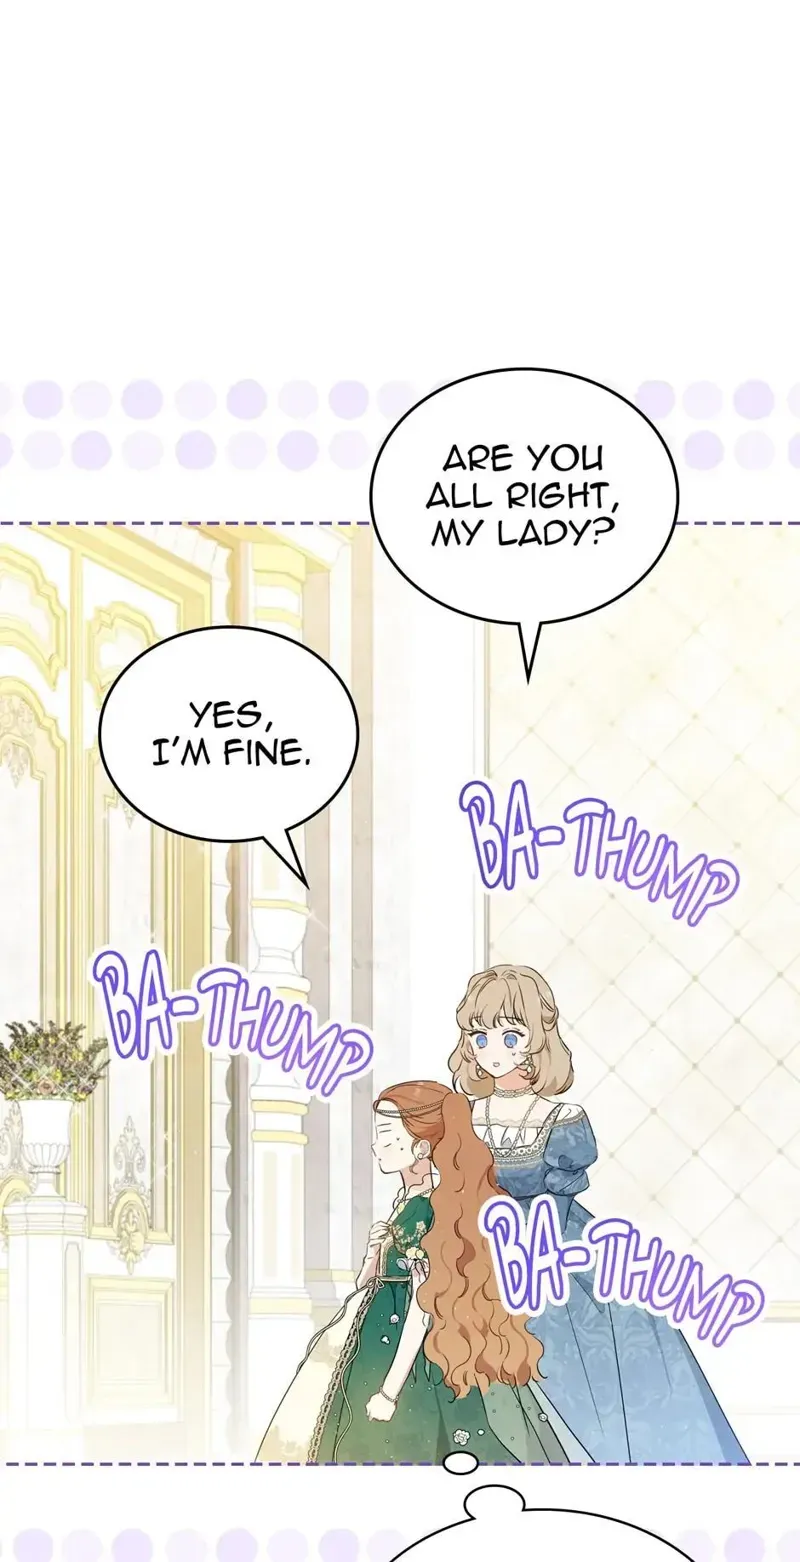 ARE YOU
ALL RIGHT,
MY LADY?
YES,
I'M FINE.
BA-THUMP
BA-THUMP
BA-THUMP